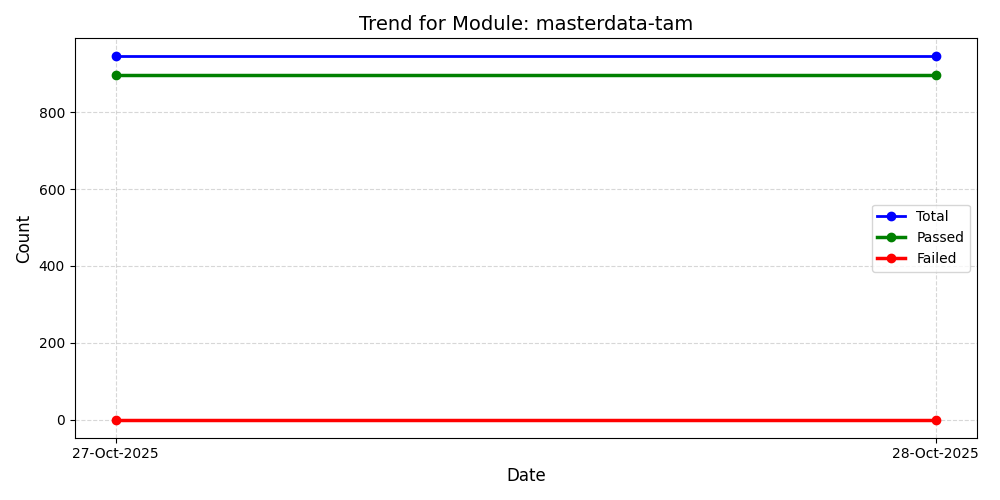 Trend for Module: masterdata-tam
Count
800
600
400
200
0
Total
Passed
Failed
27-Oct-2025
28-Oct-2025
Date